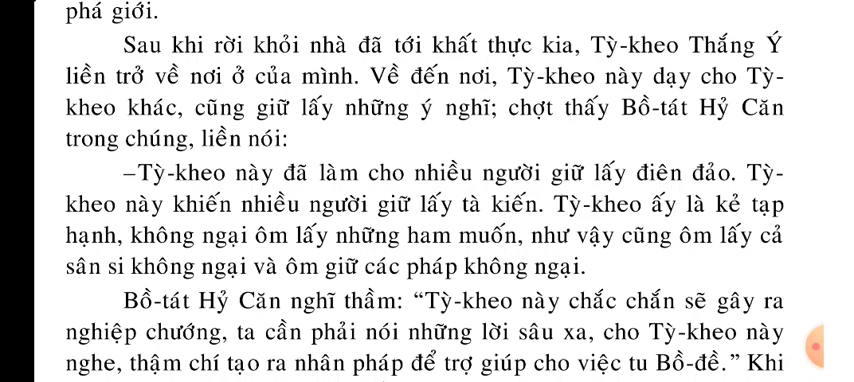 phá giới.
Sau khi rời khỏi nhà đã tới khất thực kia, Tỳ-kheo Thắng Ý
liền trở về nơi ở của mình. Về đến nơi, Tỳ-kheo này dạy cho Tỳ-
kheo khác, cũng giữ lấy những ý nghĩ; chợt thấy Bồ-tát Hỷ Căn
trong chúng, liền nói:
–Tỳ-kheo này đã làm cho nhiều người giữ lấy điên đảo. Tỳ-
kheo này khiến nhiều người giữ lấy tà kiến. Tỳ-kheo ấy là kẻ tạp
hạnh, không ngại ôm lấy những ham muốn, như vậy cũng ôm lấy cả
sân si không ngại và ôm giữ các pháp không ngại.
Bồ-tát Hỷ Căn nghĩ thầm: “Tỳ-kheo này chắc chắn sẽ gây ra
nghiệp chướng, ta cần phải nói những lời sâu xa, cho Tỳ-kheo này
nghe, thậm chí tạo ra nhân pháp để trợ giúp cho việc tu Bồ-đề.” Khi